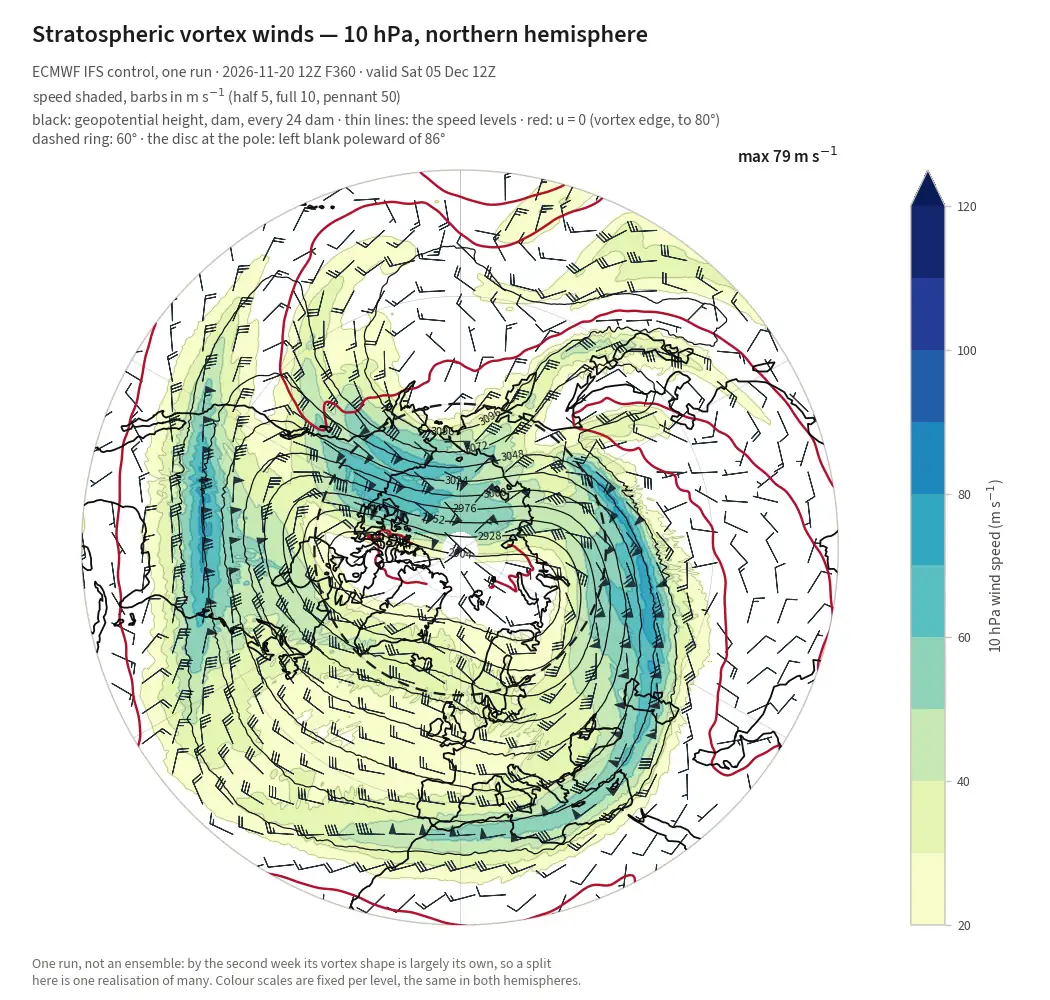 Stratospheric vortex winds — 10 hPa, northern hemisphere
ECMWF IFS control, one run · 2026-11-20 12Z F360 · valid Sat 05 Dec 12Z
speed shaded, barbs in m s⁻¹ (half 5, full 10, pennant 50)
black: geopotential height, dam, every 24 dam · thin lines: the speed levels · red: u = 0 (vortex edge, to 80°)
dashed ring: 60° · the disc at the pole: left blank poleward of 86°
max 79 m s⁻¹
120
100
80
60
40
20
10 hPa wind speed (m s⁻¹)
3048
2976
2928
One run, not an ensemble: by the second week its vortex shape is largely its own, so a split
here is one realisation of many. Colour scales are fixed per level, the same in both hemispheres.